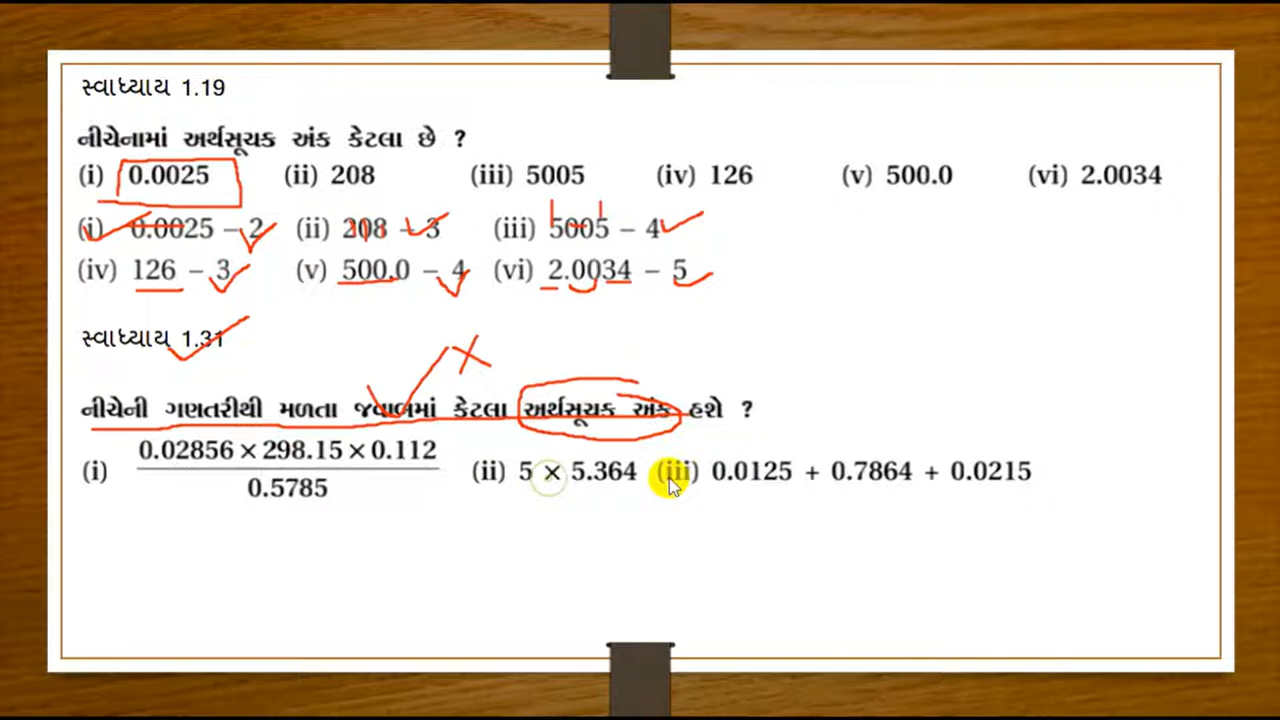 સ્વાધ્યાય 1.19
નીચેનામાં અર્થસૂચક અંક કેટલા છે ?
(i) 0.0025 (ii) 208 (iii) 5005 (iv) 126 (v) 500.0 (vi) 2.0034
(i) 0.0025 – 2 (ii) 208 – 3 (iii) 5005 – 4
(iv) 126 – 3 (v) 500.0 – 4 (vi) 2.0034 – 5
સ્વાધ્યાય 1.31
નીચેની ગણતરીથી મળતા જવાબમાં કેટલા અર્થસૂચક અંક હશે ?
0.02856 × 298.15 × 0.112
(i) (ii) 5 × 5.364 (iii) 0.0125 + 0.7864 + 0.0215
0.5785